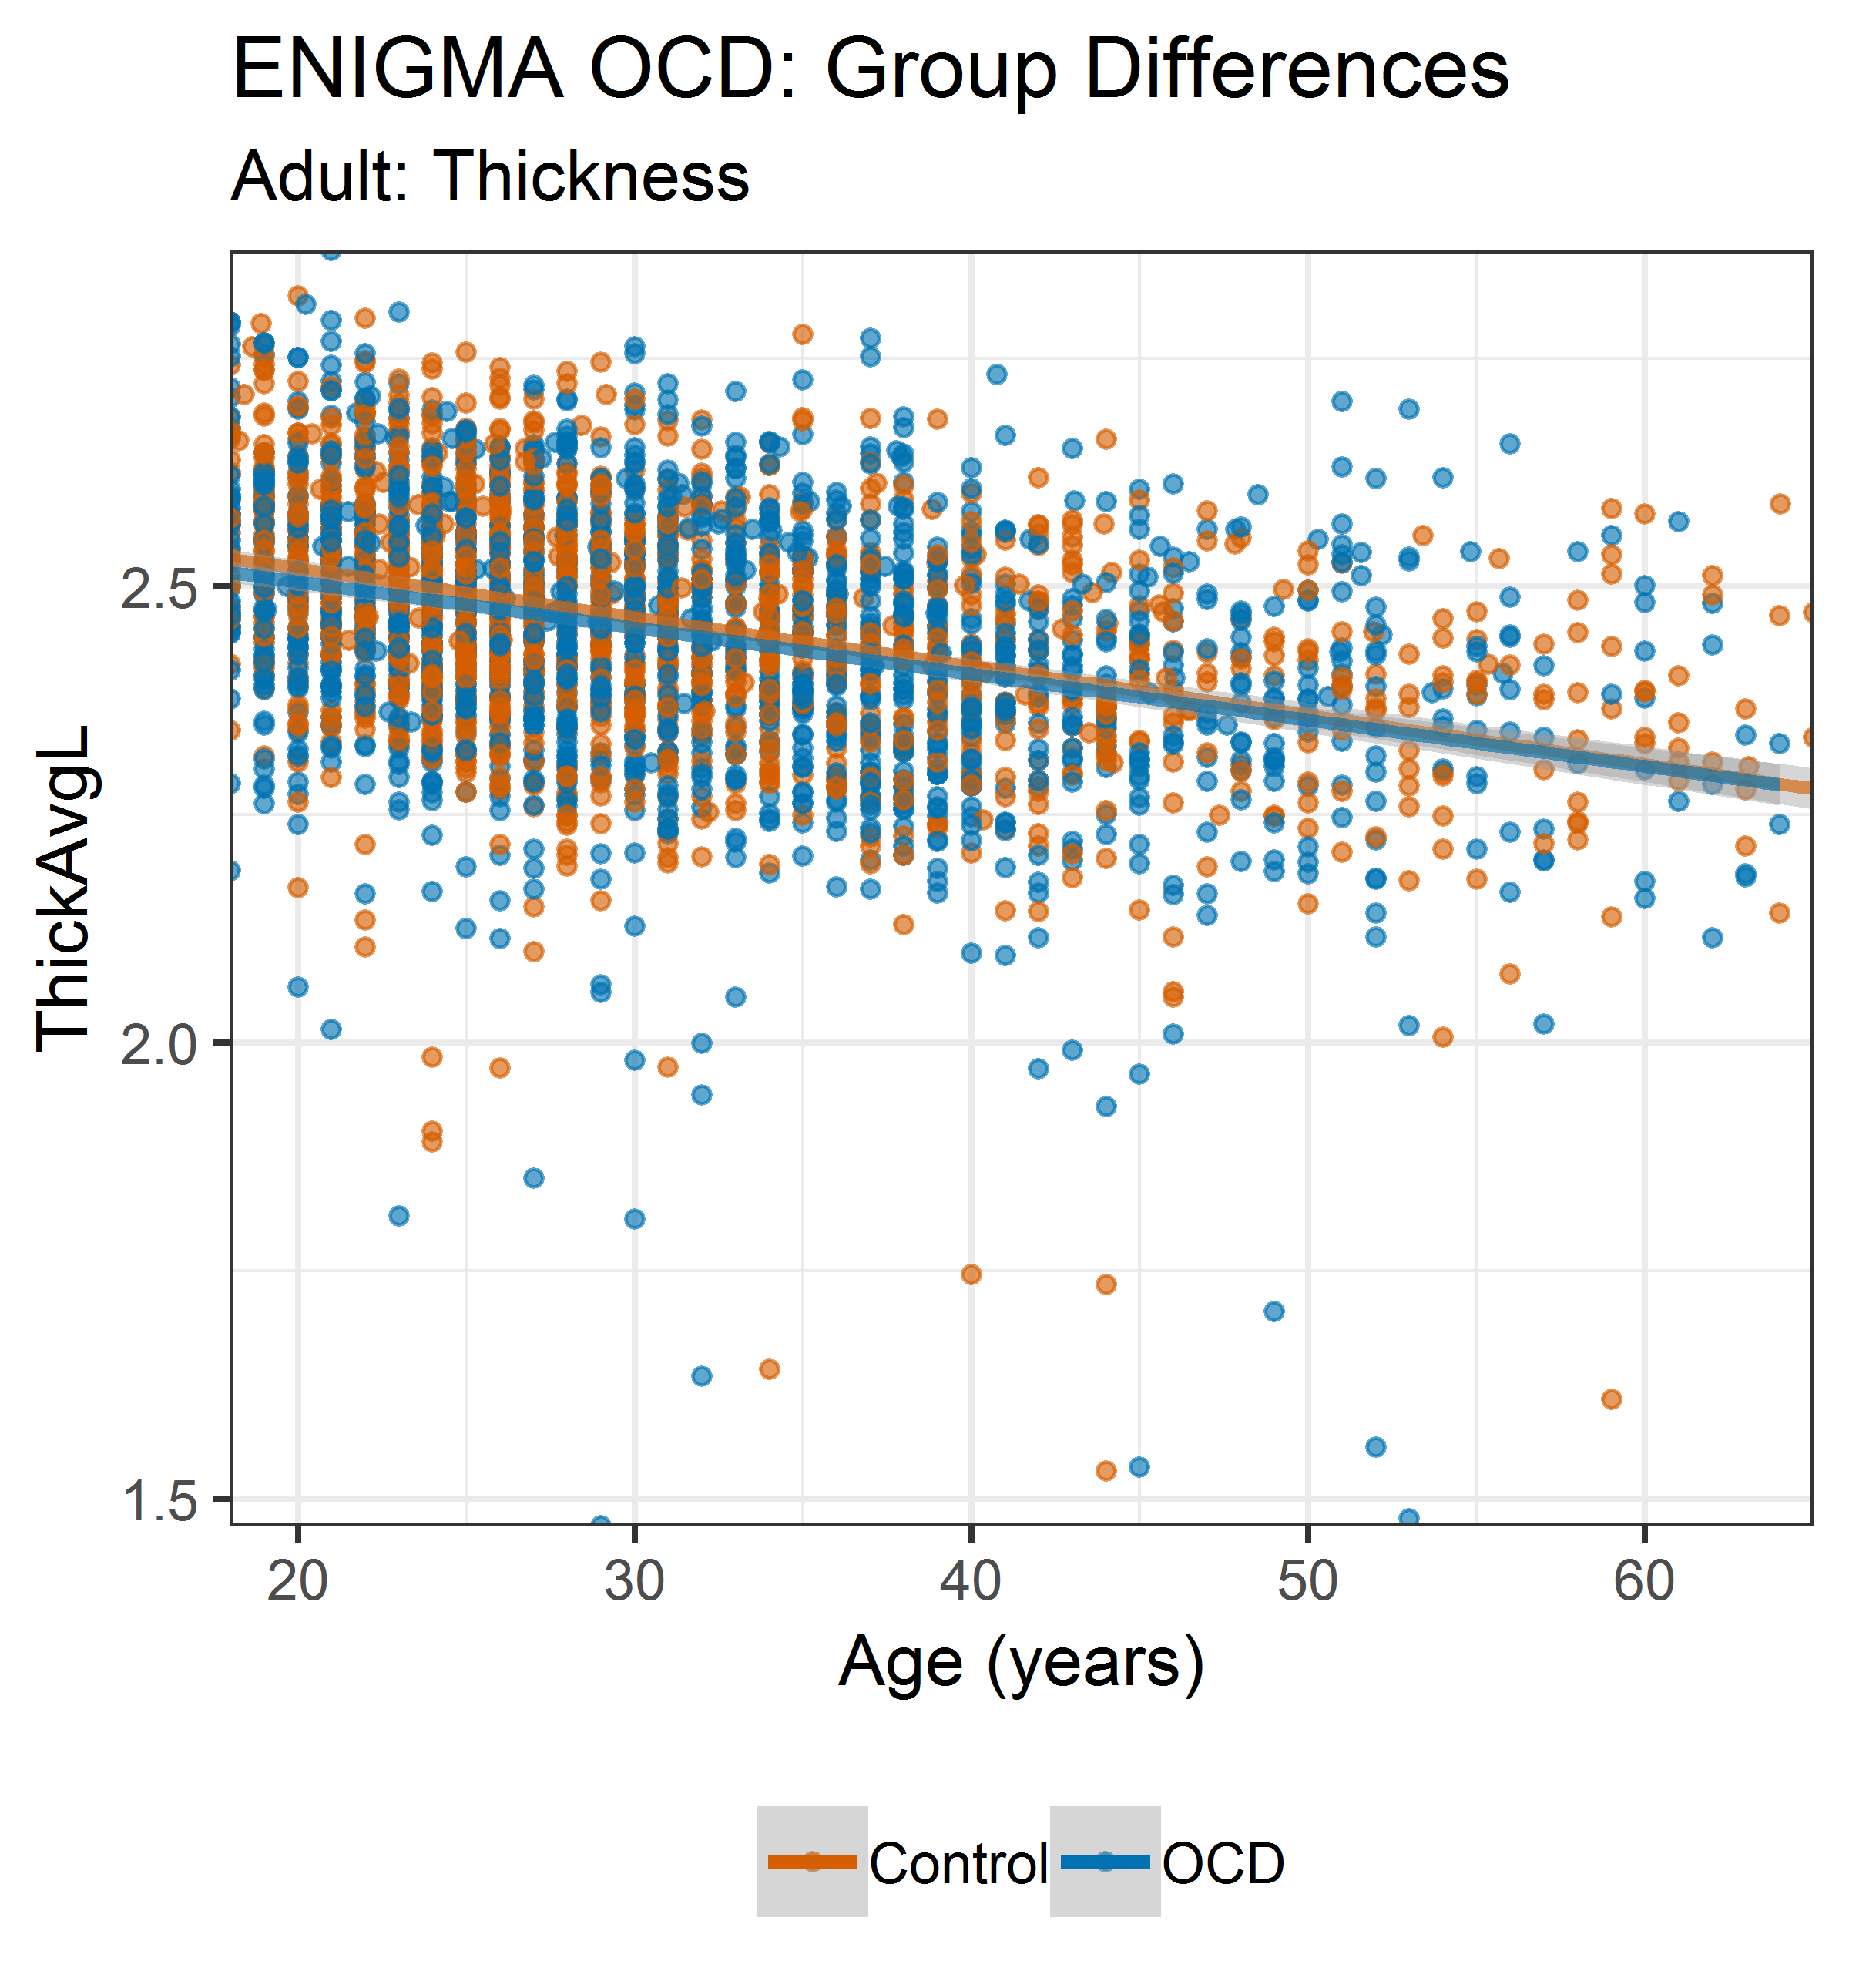 ENIGMA OCD: Group Differences
Adult: Thickness
ThickAvgL
2.5
2.0
1.5
20 30 40 50 60
Age (years)
Control OCD